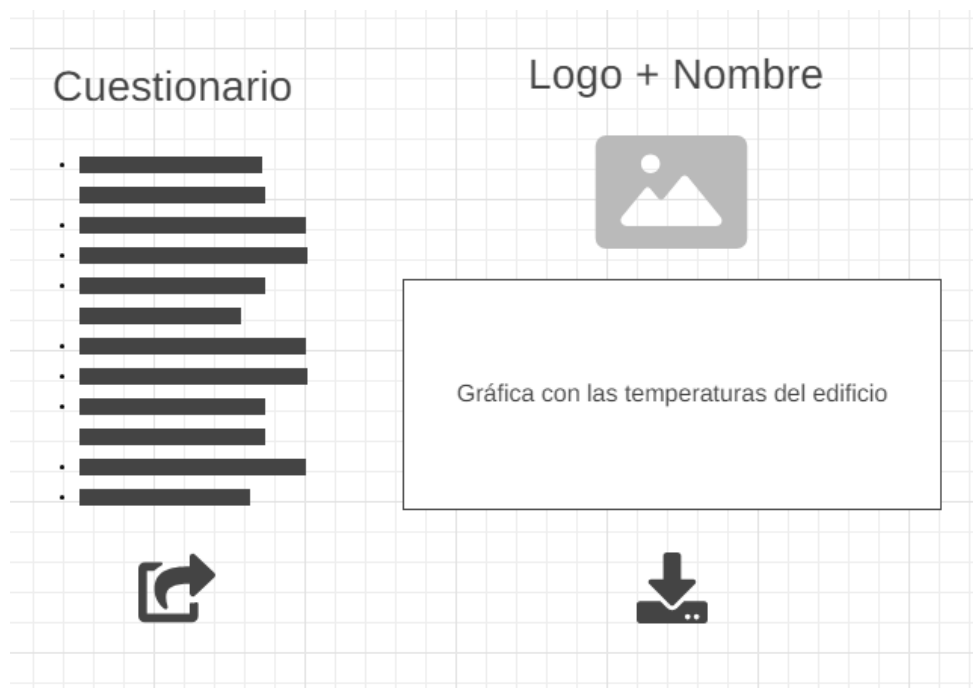 Cuestionario
Logo + Nombre
Gráfica con las temperaturas del edificio